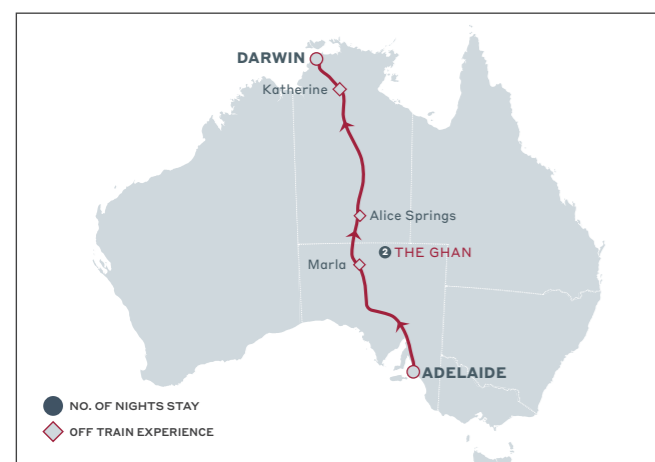 DARWIN
Katherine
Alice Springs
2 THE GHAN
Marla
ADELAIDE
NO. OF NIGHTS STAY
OFF TRAIN EXPERIENCE